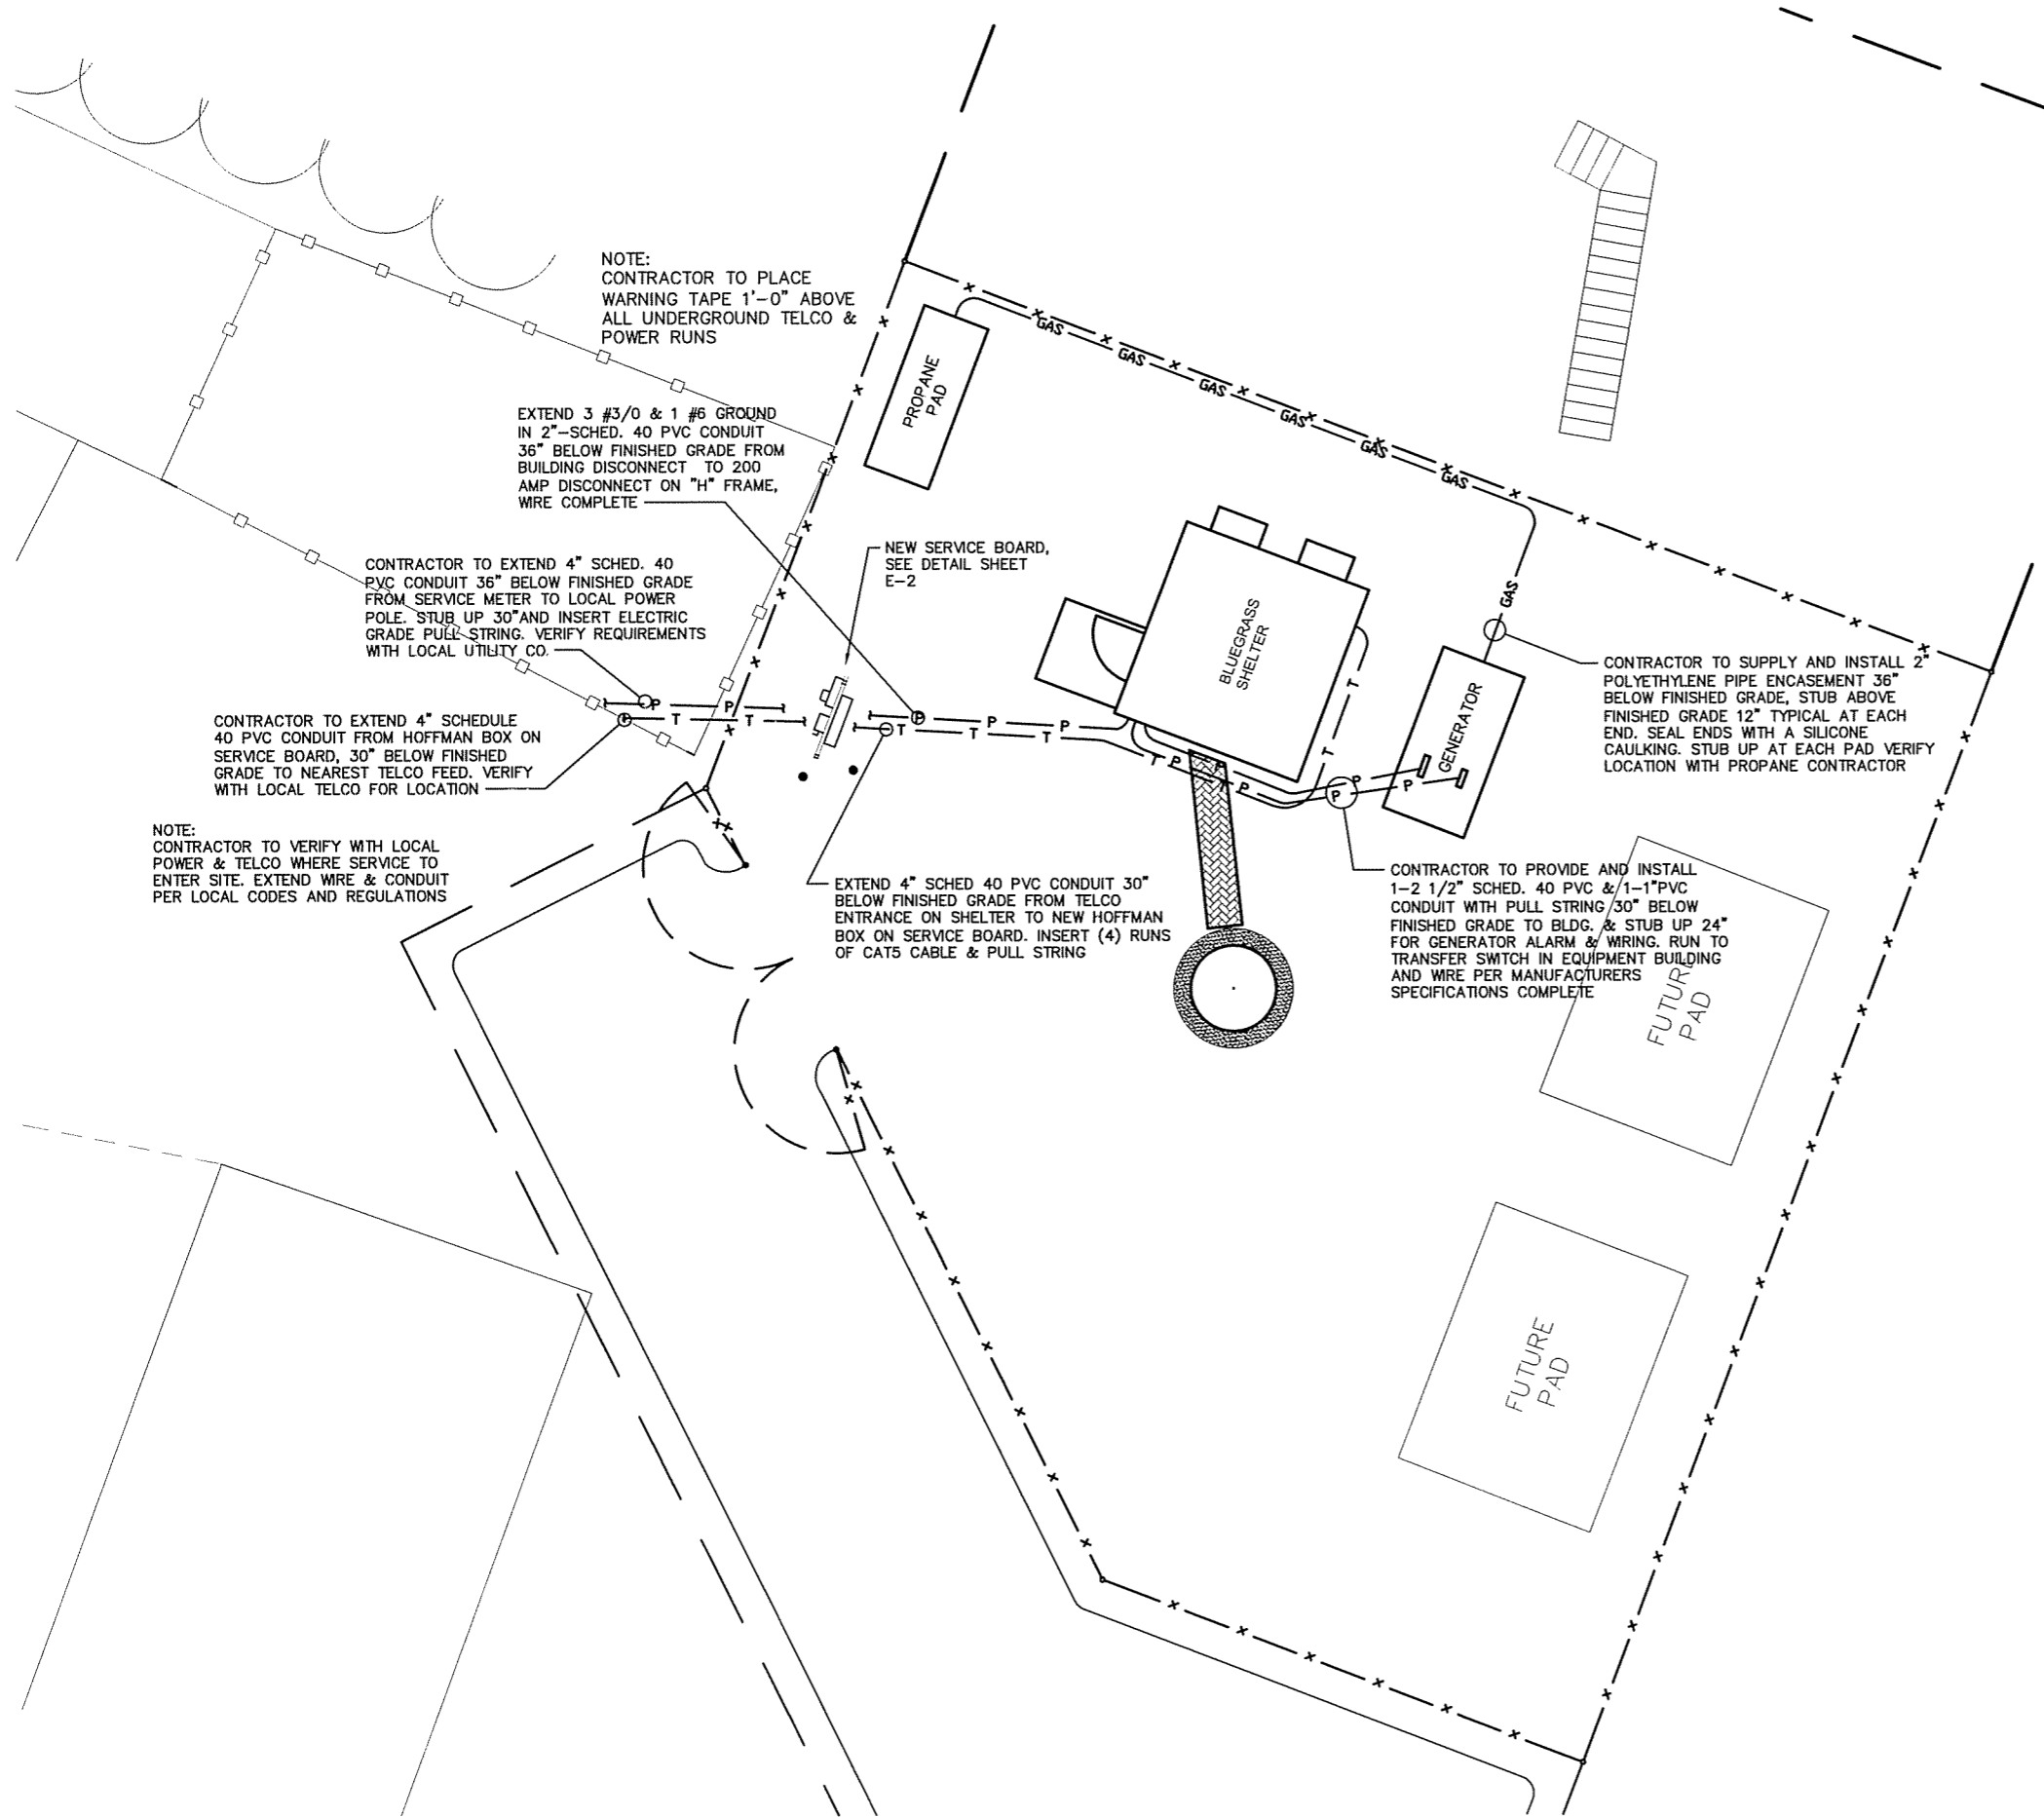 NOTE:
CONTRACTOR TO PLACE
WARNING TAPE 1'-0" ABOVE
ALL UNDERGROUND TELCO &
POWER RUNS
EXTEND 3 #3/0 & 1 #6 GROUND
IN 2"-SCHED. 40 PVC CONDUIT
36" BELOW FINISHED GRADE FROM
BUILDING DISCONNECT TO 200
AMP DISCONNECT ON "H" FRAME,
WIRE COMPLETE
CONTRACTOR TO EXTEND 4" SCHED. 40
PVC CONDUIT 36" BELOW FINISHED GRADE
FROM SERVICE METER TO LOCAL POWER
POLE. STUB UP 30"AND INSERT ELECTRIC
GRADE PULL STRING. VERIFY REQUIREMENTS
WITH LOCAL UTILITY CO.
CONTRACTOR TO EXTEND 4" SCHEDULE
40 PVC CONDUIT FROM HOFFMAN BOX ON
SERVICE BOARD, 30" BELOW FINISHED
GRADE TO NEAREST TELCO FEED. VERIFY
WITH LOCAL TELCO FOR LOCATION
NOTE:
CONTRACTOR TO VERIFY WITH LOCAL
POWER & TELCO WHERE SERVICE TO
ENTER SITE. EXTEND WIRE & CONDUIT
PER LOCAL CODES AND REGULATIONS
NEW SERVICE BOARD,
SEE DETAIL SHEET
E-2
PROPANE
PAD
GAS
GAS
GAS
GAS
GAS
GAS
GAS
BLUEGRASS
SHELTER
GENERATOR
P
P
T
T
P
P
P
T
T
T
T
P
P
T
P
T
T
P
P
P
CONTRACTOR TO SUPPLY AND INSTALL 2"
POLYETHYLENE PIPE ENCASEMENT 36"
BELOW FINISHED GRADE, STUB ABOVE
FINISHED GRADE 12" TYPICAL AT EACH
END. SEAL ENDS WITH A SILICONE
CAULKING. STUB UP AT EACH PAD VERIFY
LOCATION WITH PROPANE CONTRACTOR
EXTEND 4" SCHED 40 PVC CONDUIT 30"
BELOW FINISHED GRADE FROM TELCO
ENTRANCE ON SHELTER TO NEW HOFFMAN
BOX ON SERVICE BOARD. INSERT (4) RUNS
OF CAT5 CABLE & PULL STRING
CONTRACTOR TO PROVIDE AND INSTALL
1-2 1/2" SCHED. 40 PVC & 1-1"PVC
CONDUIT WITH PULL STRING 30" BELOW
FINISHED GRADE TO BLDG. & STUB UP 24"
FOR GENERATOR ALARM & WIRING. RUN TO
TRANSFER SWITCH IN EQUIPMENT BUILDING
AND WIRE PER MANUFACTURERS
SPECIFICATIONS COMPLETE
FUTURE
PAD
FUTURE
PAD